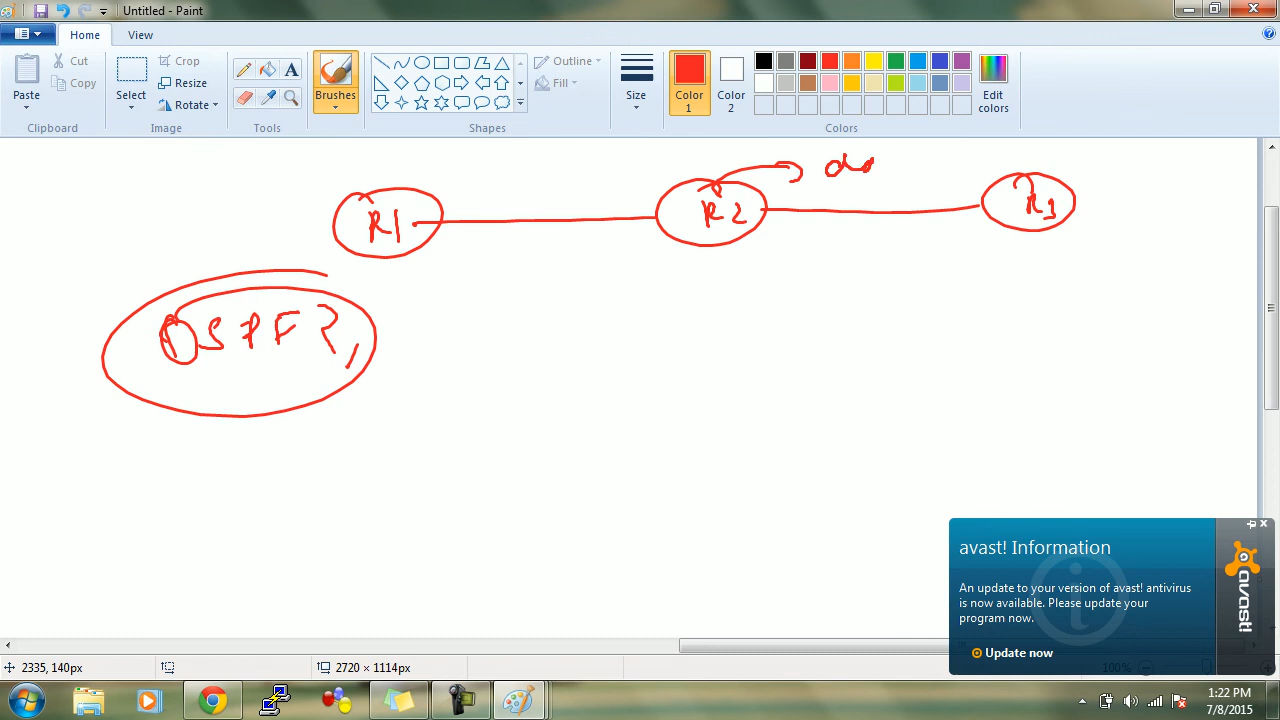 Untitled - Paint
Home View
Paste Cut Copy Select Crop Resize Rotate Brushes Outline Fill Size Color 1 Color 2 Edit colors
Clipboard Image Tools Shapes Colors
R1 R2 R3
OSPF
avast! Information
An update to your version of avast! antivirus
is now available. Please update your
program now.
Update now
avast!
2335, 140px 2720 × 1114px 100%
1:22 PM
7/8/2015